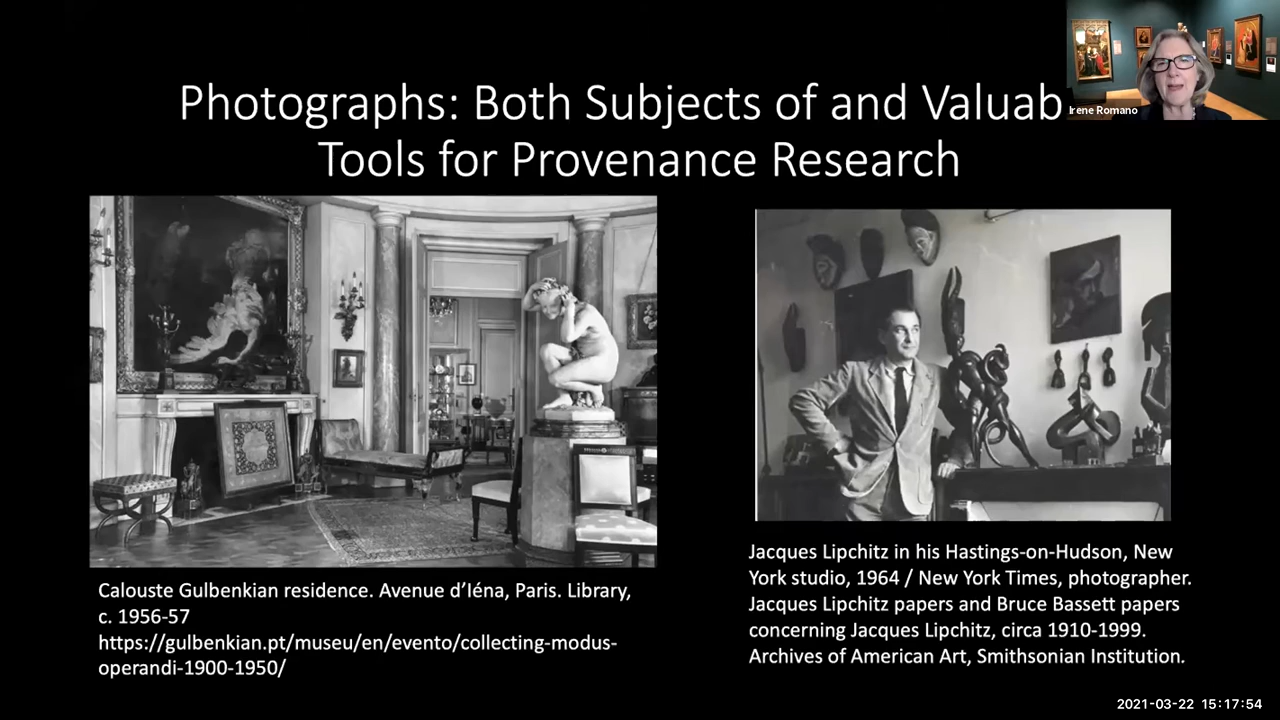 Photographs: Both Subjects of and Valuab
Tools for Provenance Research
Irene Romano
Calouste Gulbenkian residence. Avenue d'Iéna, Paris. Library,
c. 1956-57
https://gulbenkian.pt/museu/en/evento/collecting-modus-
operandi-1900-1950/
Jacques Lipchitz in his Hastings-on-Hudson, New
York studio, 1964 / New York Times, photographer.
Jacques Lipchitz papers and Bruce Bassett papers
concerning Jacques Lipchitz, circa 1910-1999.
Archives of American Art, Smithsonian Institution.
2021-03-22 15:17:54